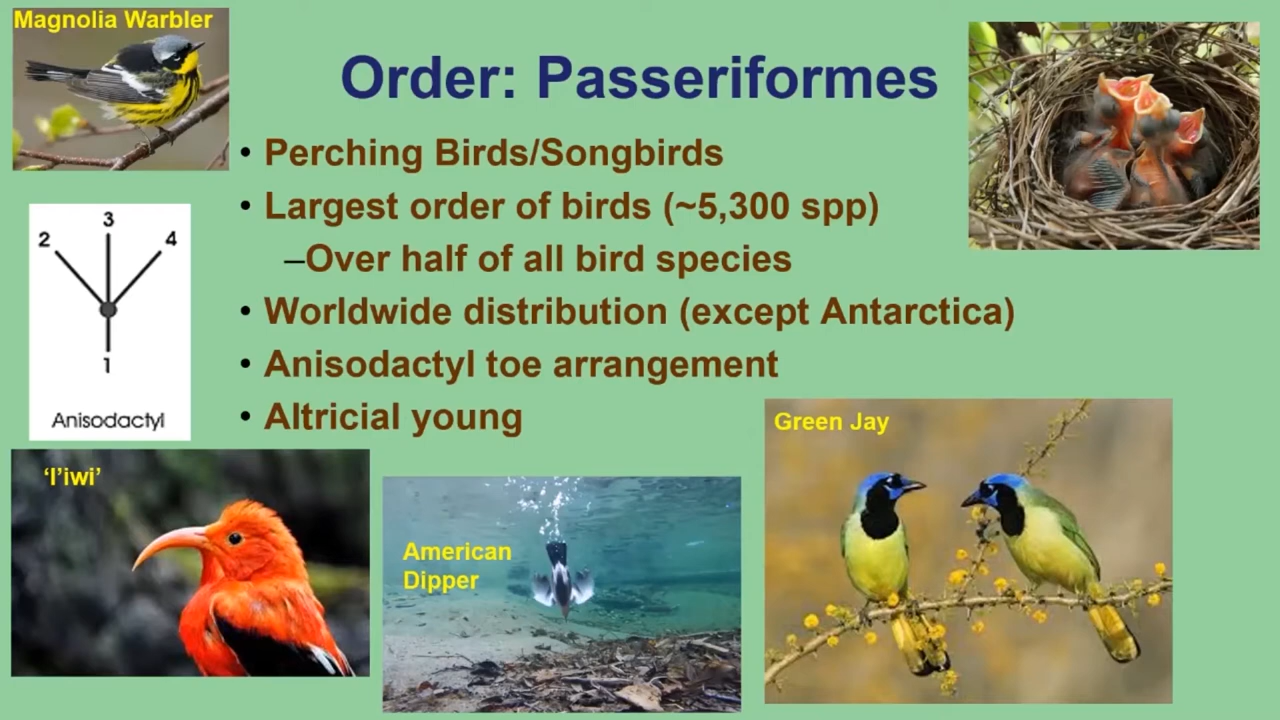 Magnolia Warbler
Order: Passeriformes
• Perching Birds/Songbirds
• Largest order of birds (~5,300 spp)
–Over half of all bird species
• Worldwide distribution (except Antarctica)
• Anisodactyl toe arrangement
• Altricial young
2 3 4
1
Anisodactyl
‘I’iwi’
American
Dipper
Green Jay